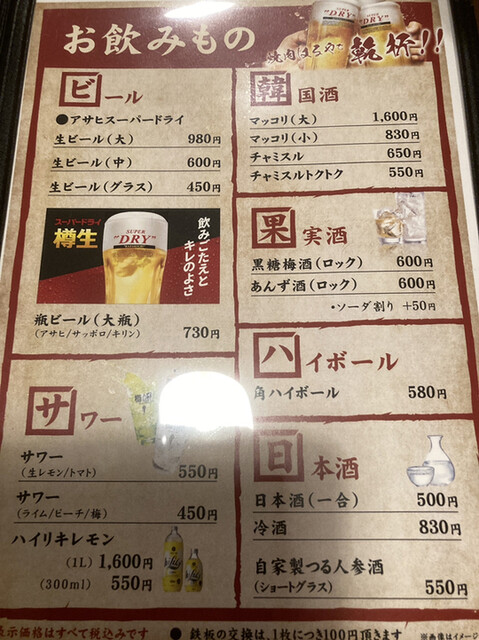 お飲みもの
焼肉はるやで 乾杯!!
ビール
●アサヒスーパードライ
生ビール(大) 980円
生ビール(中) 600円
生ビール(グラス) 450円
スーパードライ
樽生
SUPER
"DRY"
飲みごたえと
キレのよさ
瓶ビール(大瓶) 730円
(アサヒ/サッポロ/キリン)
サワー
サワー
(生レモン/トマト) 550円
サワー
(ライム/ピーチ/梅) 450円
ハイリキレモン
(1L) 1,600円
(300ml) 550円
韓国酒
マッコリ(大) 1,600円
マッコリ(小) 830円
チャミスル 650円
チャミスルトクトク 550円
果実酒
黒糖梅酒(ロック) 600円
あんず酒(ロック) 600円
・ソーダ割り +50円
ハイボール
角ハイボール 580円
日本酒
日本酒(一合) 500円
冷酒 830円
自家製つる人参酒
(ショートグラス) 550円
表示価格はすべて税込みです
● 鉄板の交換は、1枚につき100円頂きます
※画像はイメージ